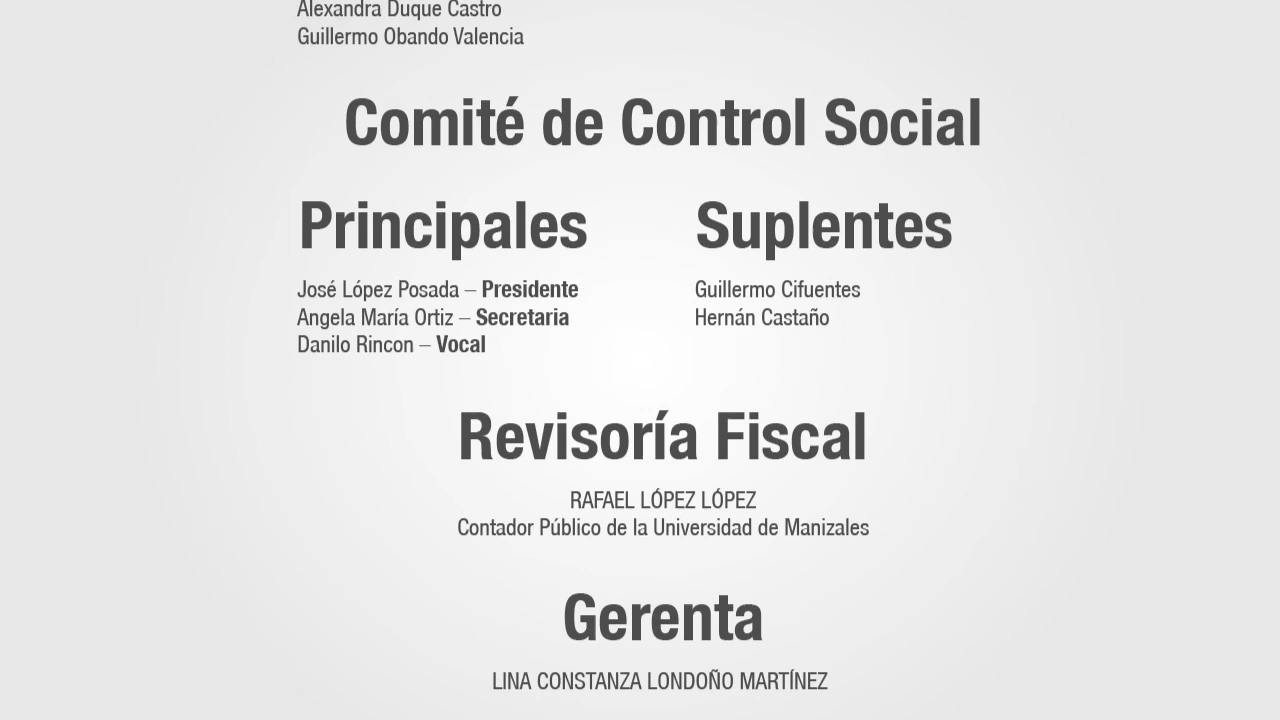 Alexandra Duque Castro
Guillermo Obando Valencia
Comité de Control Social
Principales
José López Posada – Presidente
Angela María Ortiz – Secretaria
Danilo Rincon – Vocal
Suplentes
Guillermo Cifuentes
Hernán Castaño
Revisoría Fiscal
RAFAEL LÓPEZ LÓPEZ
Contador Público de la Universidad de Manizales
Gerenta
LINA CONSTANZA LONDOÑO MARTÍNEZ